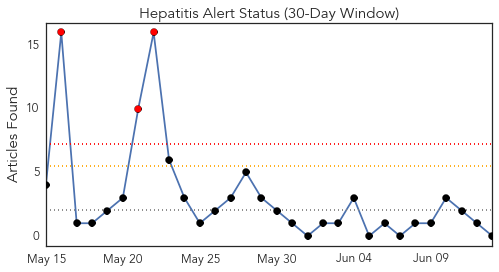 Hepatitis Alert Status (30-Day Window)
Articles Found
15
10
5
0
May 15
May 20
May 25
May 30
Jun 04
Jun 09